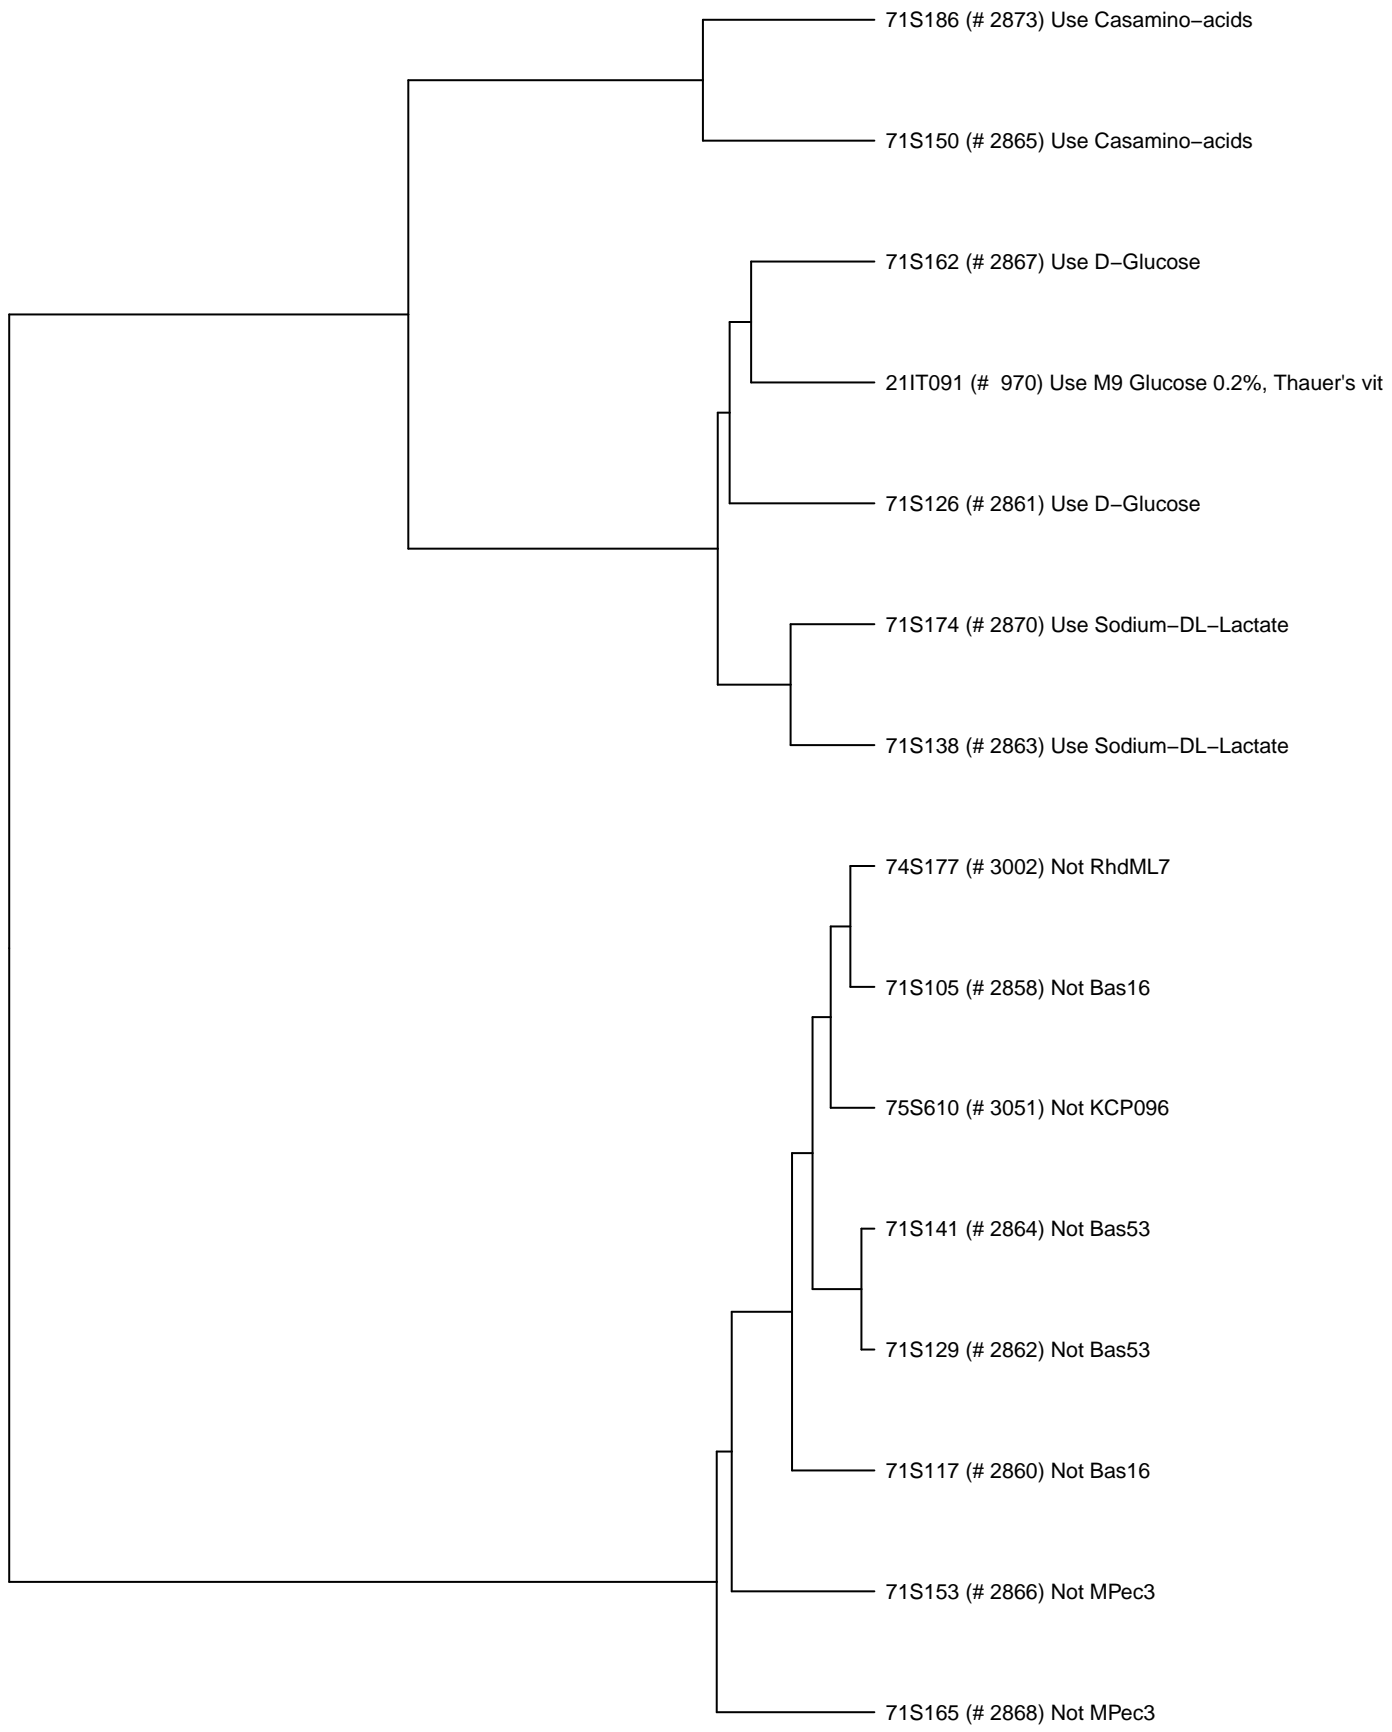 71S186 (# 2873) Use Casamino−acids
71S150 (# 2865) Use Casamino−acids
71S162 (# 2867) Use D−Glucose
21IT091 (#  970) Use M9 Glucose 0.2%, Thauer's vit
71S126 (# 2861) Use D−Glucose
71S174 (# 2870) Use Sodium−DL−Lactate
71S138 (# 2863) Use Sodium−DL−Lactate
74S177 (# 3002) Not RhdML7
71S105 (# 2858) Not Bas16
75S610 (# 3051) Not KCP096
71S141 (# 2864) Not Bas53
71S129 (# 2862) Not Bas53
71S117 (# 2860) Not Bas16
71S153 (# 2866) Not MPec3
71S165 (# 2868) Not MPec3